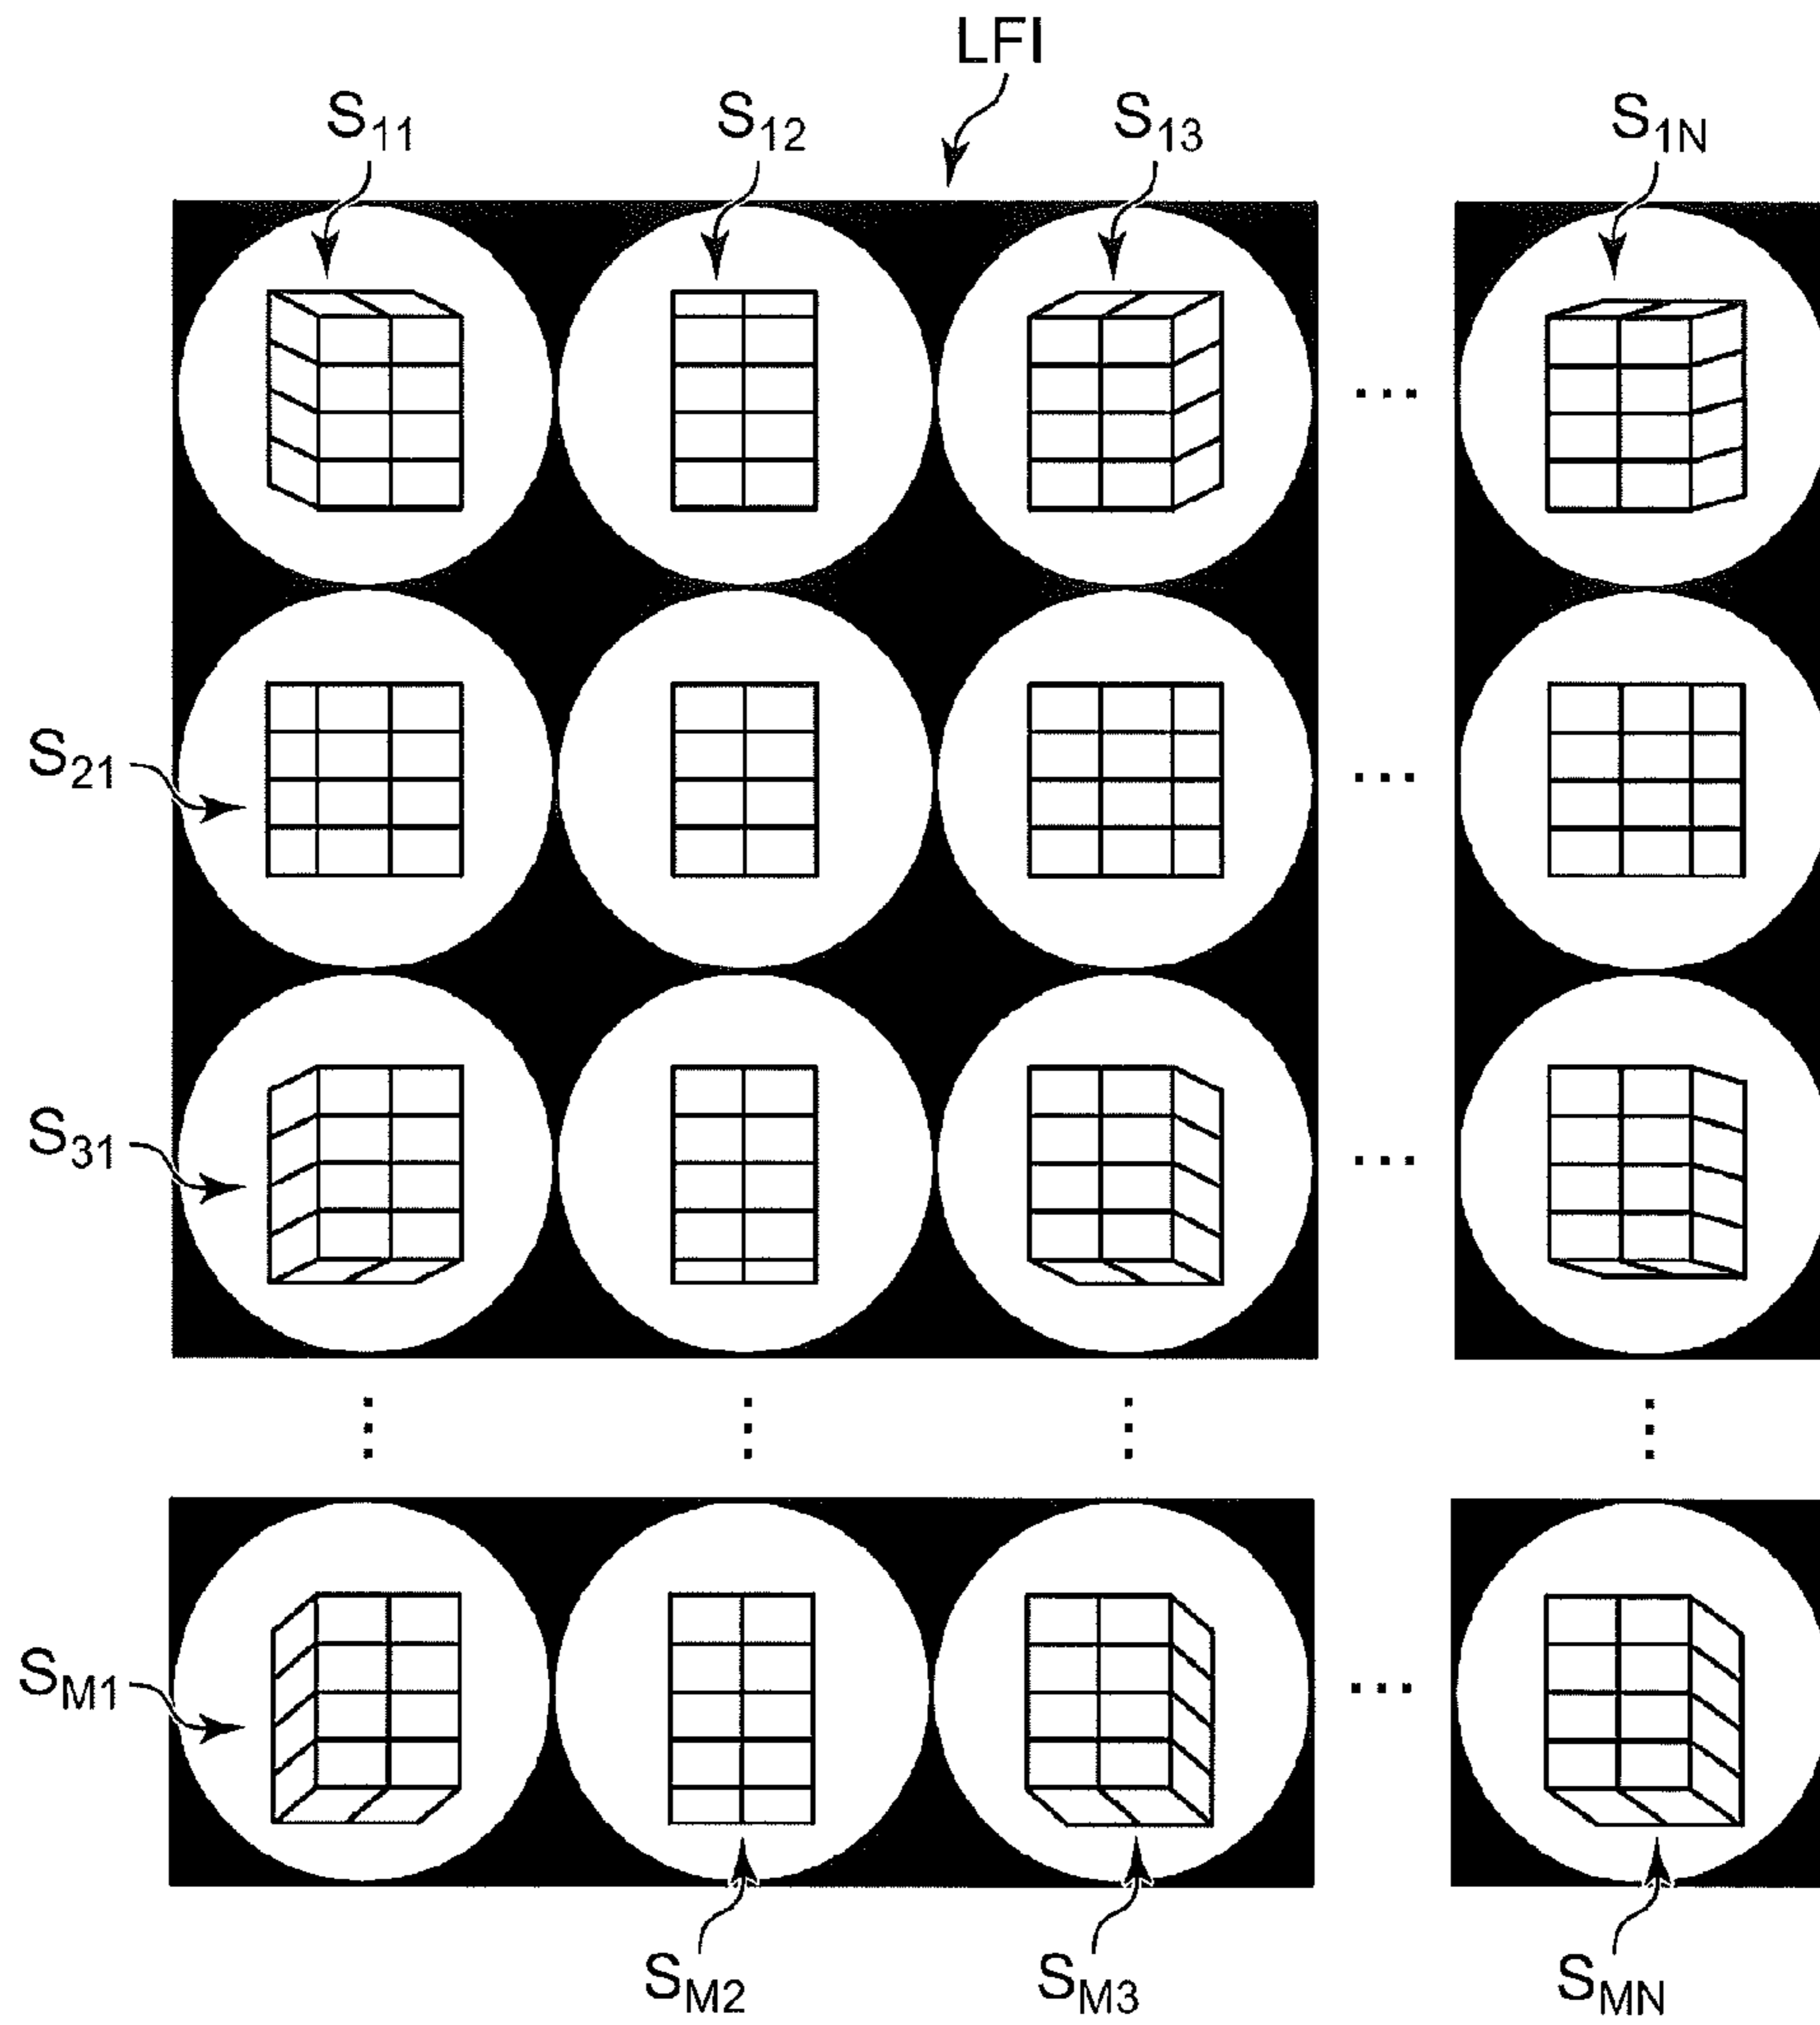 LFI
S11 S12 S13 S1N
...
S21
...
S31
...
SM1
...
SM2 SM3 SMN